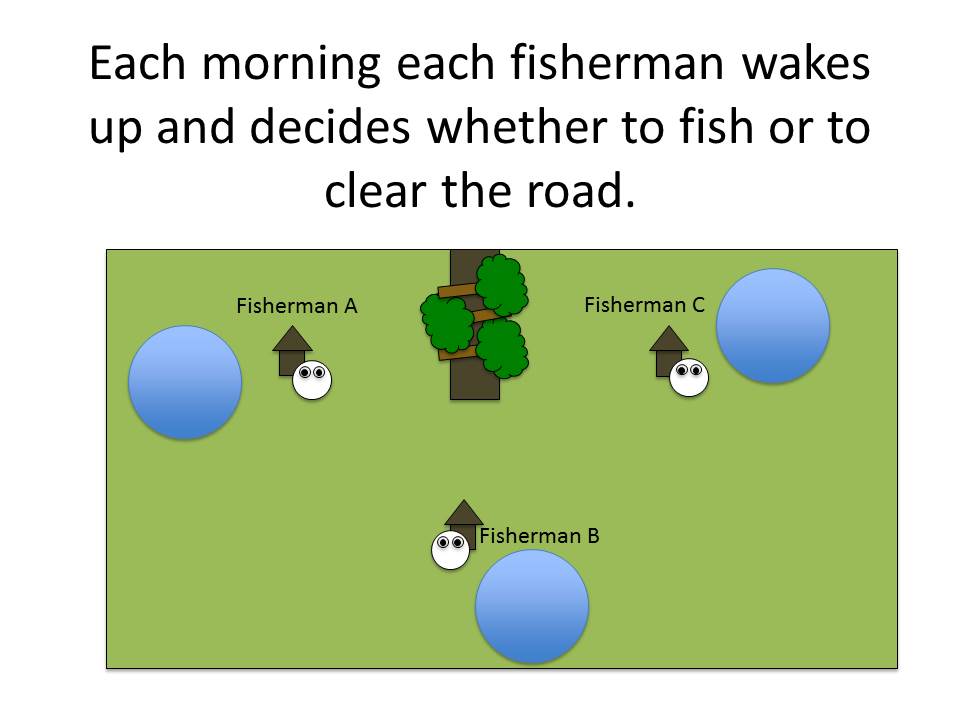 Each morning each fisherman wakes
up and decides whether to fish or to
clear the road.
Fisherman A
Fisherman C
Fisherman B